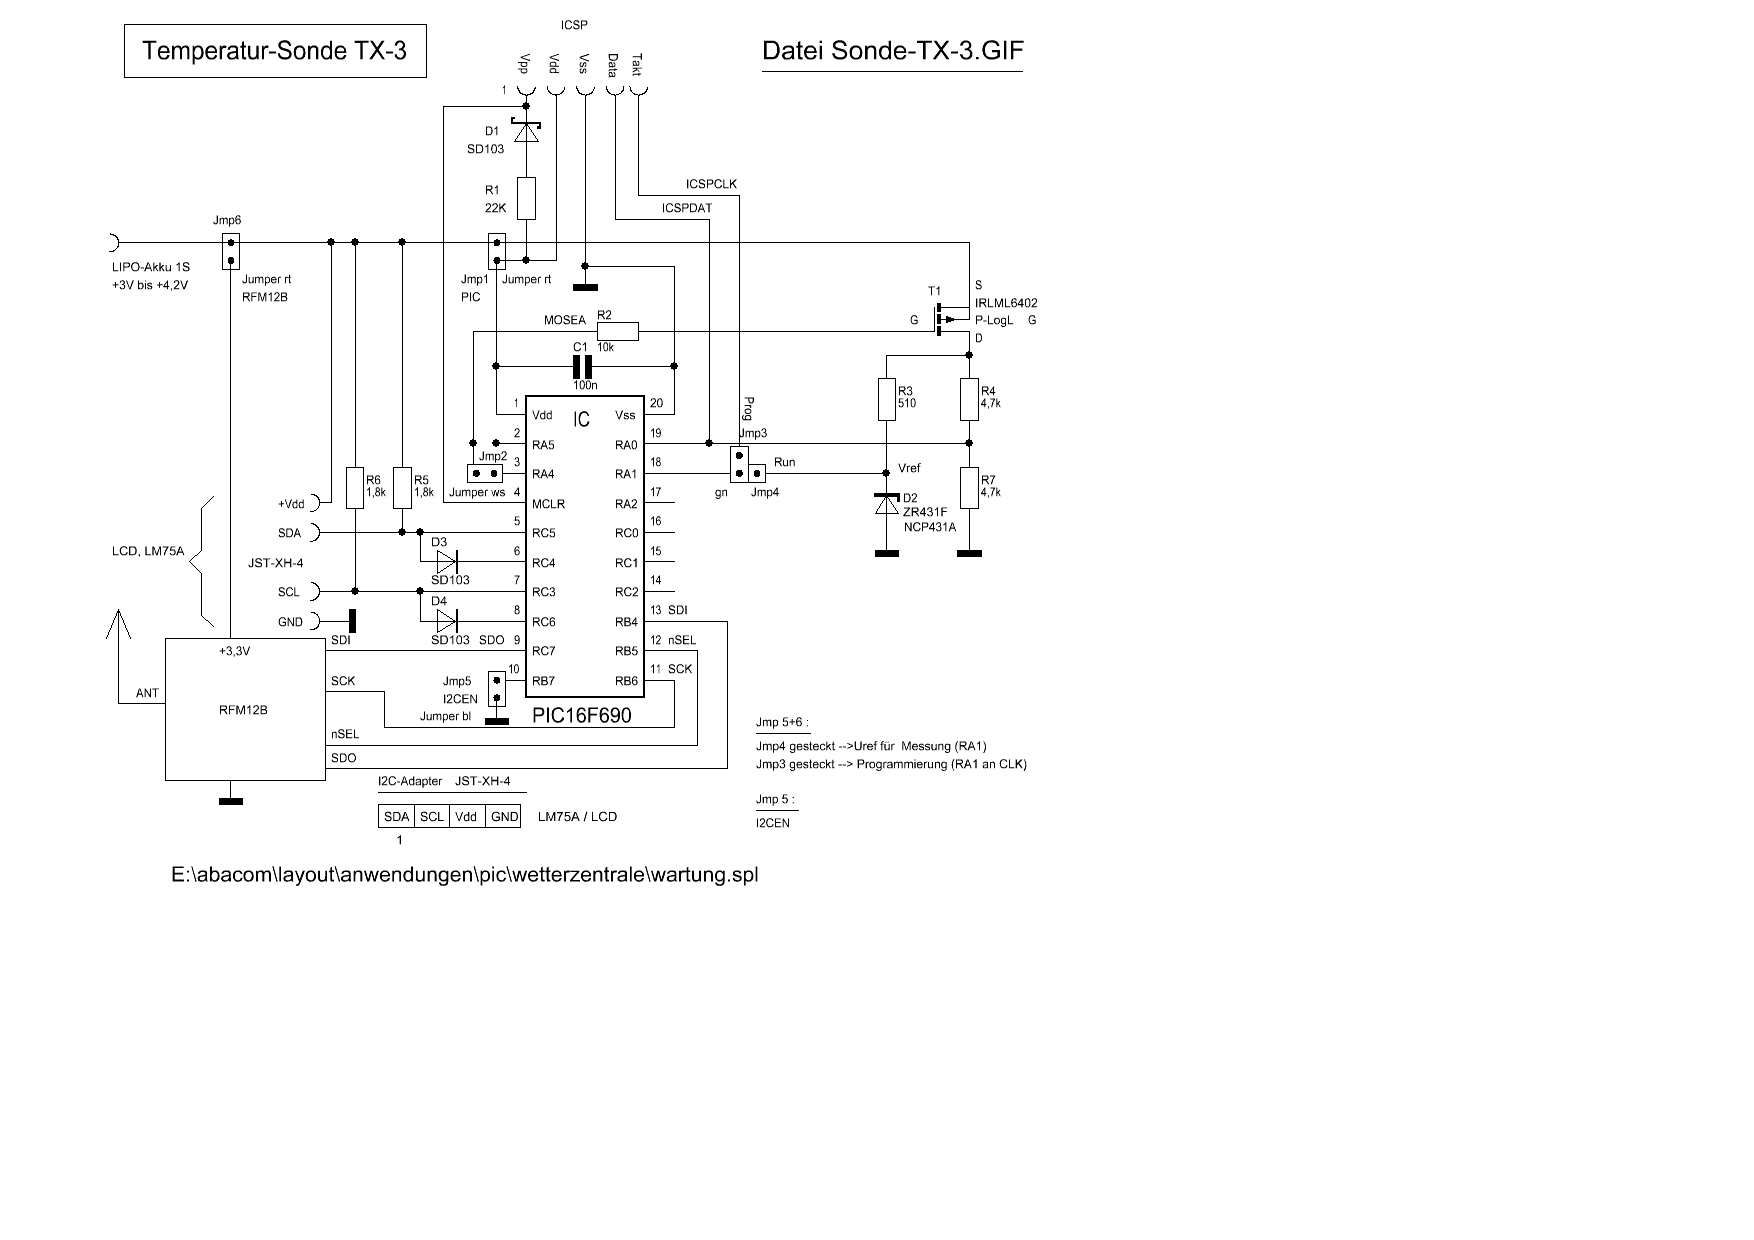 Temperatur-Sonde TX-3
Datei Sonde-TX-3.GIF
ICSP
Vpp
Vdd
Vss
Data
Takt
1
D1
SD103
R1
22K
ICSPCLK
ICSPDAT
Jmp6
LIPO-Akku 1S
+3V bis +4,2V
Jumper rt
RFM12B
Jmp1
Jumper rt
PIC
T1
S
IRLML6402
G
P-LogL G
D
MOSEA
R2
10k
C1
100n
R3
510
R4
4,7k
1
Vdd
IC
Vss
20
2
RA5
RA0
19
Jmp2
3
RA4
RA1
18
Jumper ws
4
MCLR
RA2
17
5
RC5
RC0
16
6
RC4
RC1
15
7
RC3
RC2
14
8
RC6
RB4
13 SDI
9
RC7
RB5
12 nSEL
10
RB7
RB6
11 SCK
PIC16F690
Prog
Jmp3
Run
gn
Jmp4
Vref
D2
ZR431F
NCP431A
R7
4,7k
R6
1,8k
R5
1,8k
+Vdd
SDA
LCD, LM75A
JST-XH-4
SCL
GND
D3
SD103
D4
SD103 SDO
SDI
+3,3V
SCK
ANT
RFM12B
nSEL
SDO
Jmp5
I2CEN
Jumper bl
Jmp 5+6 :
Jmp4 gesteckt -->Uref für Messung (RA1)
Jmp3 gesteckt --> Programmierung (RA1 an CLK)
Jmp 5 :
I2CEN
I2C-Adapter JST-XH-4
SDA SCL Vdd GND LM75A / LCD
1
E:\abacom\layout\anwendungen\pic\wetterzentrale\wartung.spl